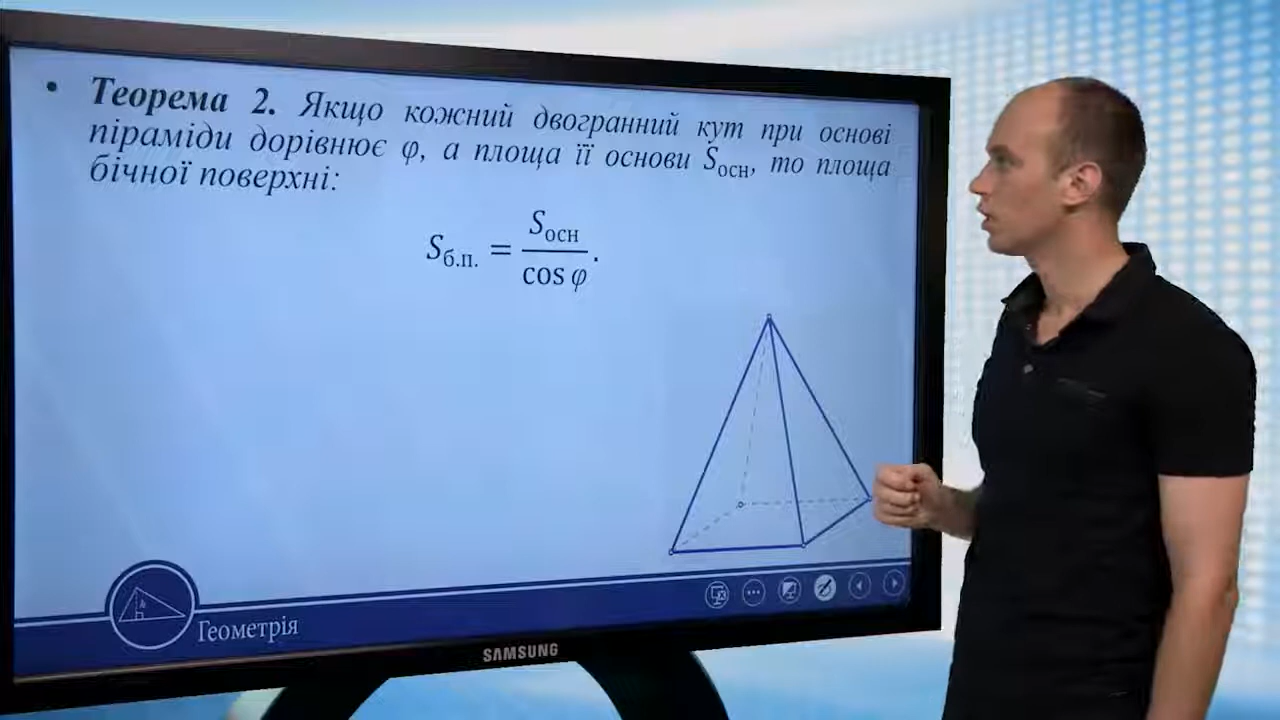 • Теорема 2. Якщо кожний двогранний кут при основі
піраміди дорівнює φ, а площа її основи Sосн, то площа
бічної поверхні:
Sб.п. = Sосн / cos φ.
Геометрія
SAMSUNG